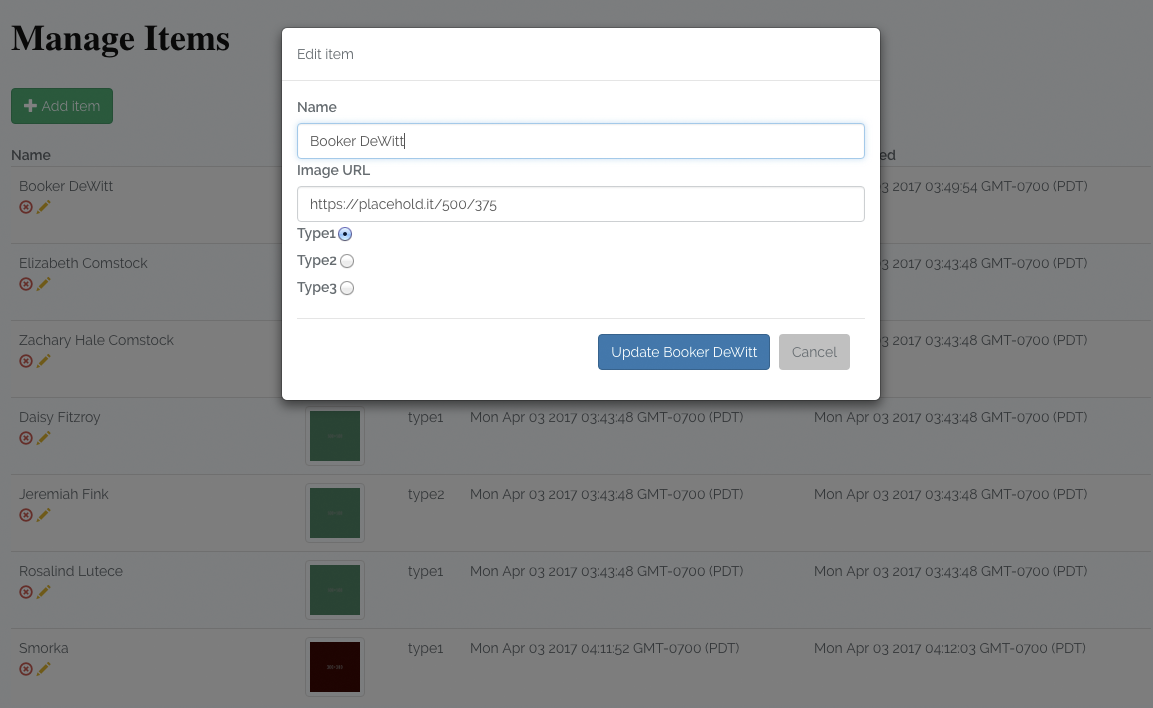 Manage Items
Add item
Edit item
Name
Booker DeWitt
Image URL
https://placehold.it/500/375
Type1
Type2
Type3
Update Booker DeWitt Cancel
Name ed
Booker DeWitt 3 2017 03:49:54 GMT-0700 (PDT)
Elizabeth Comstock 3 2017 03:43:48 GMT-0700 (PDT)
Zachary Hale Comstock 3 2017 03:43:48 GMT-0700 (PDT)
Daisy Fitzroy type1 Mon Apr 03 2017 03:43:48 GMT-0700 (PDT) Mon Apr 03 2017 03:43:48 GMT-0700 (PDT)
Jeremiah Fink type2 Mon Apr 03 2017 03:43:48 GMT-0700 (PDT) Mon Apr 03 2017 03:43:48 GMT-0700 (PDT)
Rosalind Lutece type1 Mon Apr 03 2017 03:43:48 GMT-0700 (PDT) Mon Apr 03 2017 03:43:48 GMT-0700 (PDT)
Smorka type1 Mon Apr 03 2017 04:11:52 GMT-0700 (PDT) Mon Apr 03 2017 04:12:03 GMT-0700 (PDT)